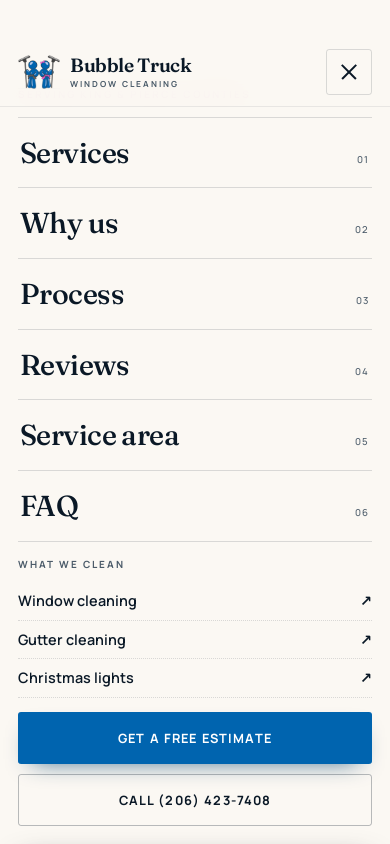 Bubble Truck
WINDOW CLEANING
Services 01
Why us 02
Process 03
Reviews 04
Service area 05
FAQ 06
WHAT WE CLEAN
Window cleaning ↗
Gutter cleaning ↗
Christmas lights ↗
GET A FREE ESTIMATE
CALL (206) 423-7408